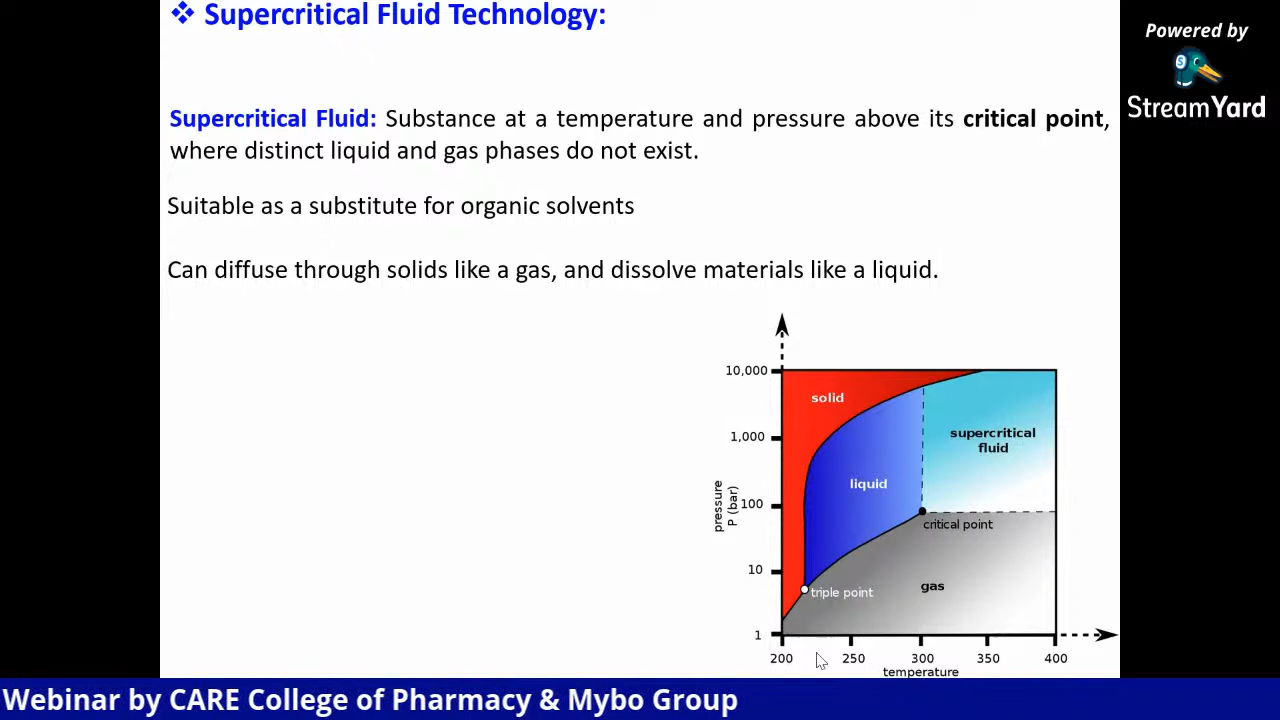 ❖ Supercritical Fluid Technology:
Powered by
StreamYard
Supercritical Fluid: Substance at a temperature and pressure above its critical point,
where distinct liquid and gas phases do not exist.
Suitable as a substitute for organic solvents
Can diffuse through solids like a gas, and dissolve materials like a liquid.
10,000
solid
1,000
supercritical
fluid
liquid
pressure
P (bar)
100
critical point
10
gas
triple point
1
200 250 300 350 400
temperature
Webinar by CARE College of Pharmacy & Mybo Group